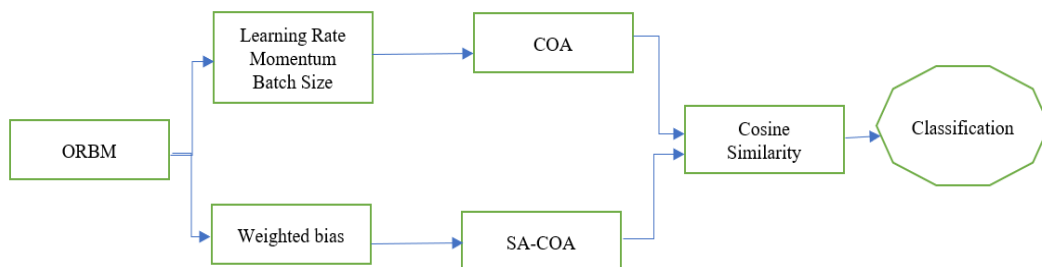 ORBM
Learning Rate
Momentum
Batch Size
COA
Weighted bias
SA-COA
Cosine
Similarity
Classification